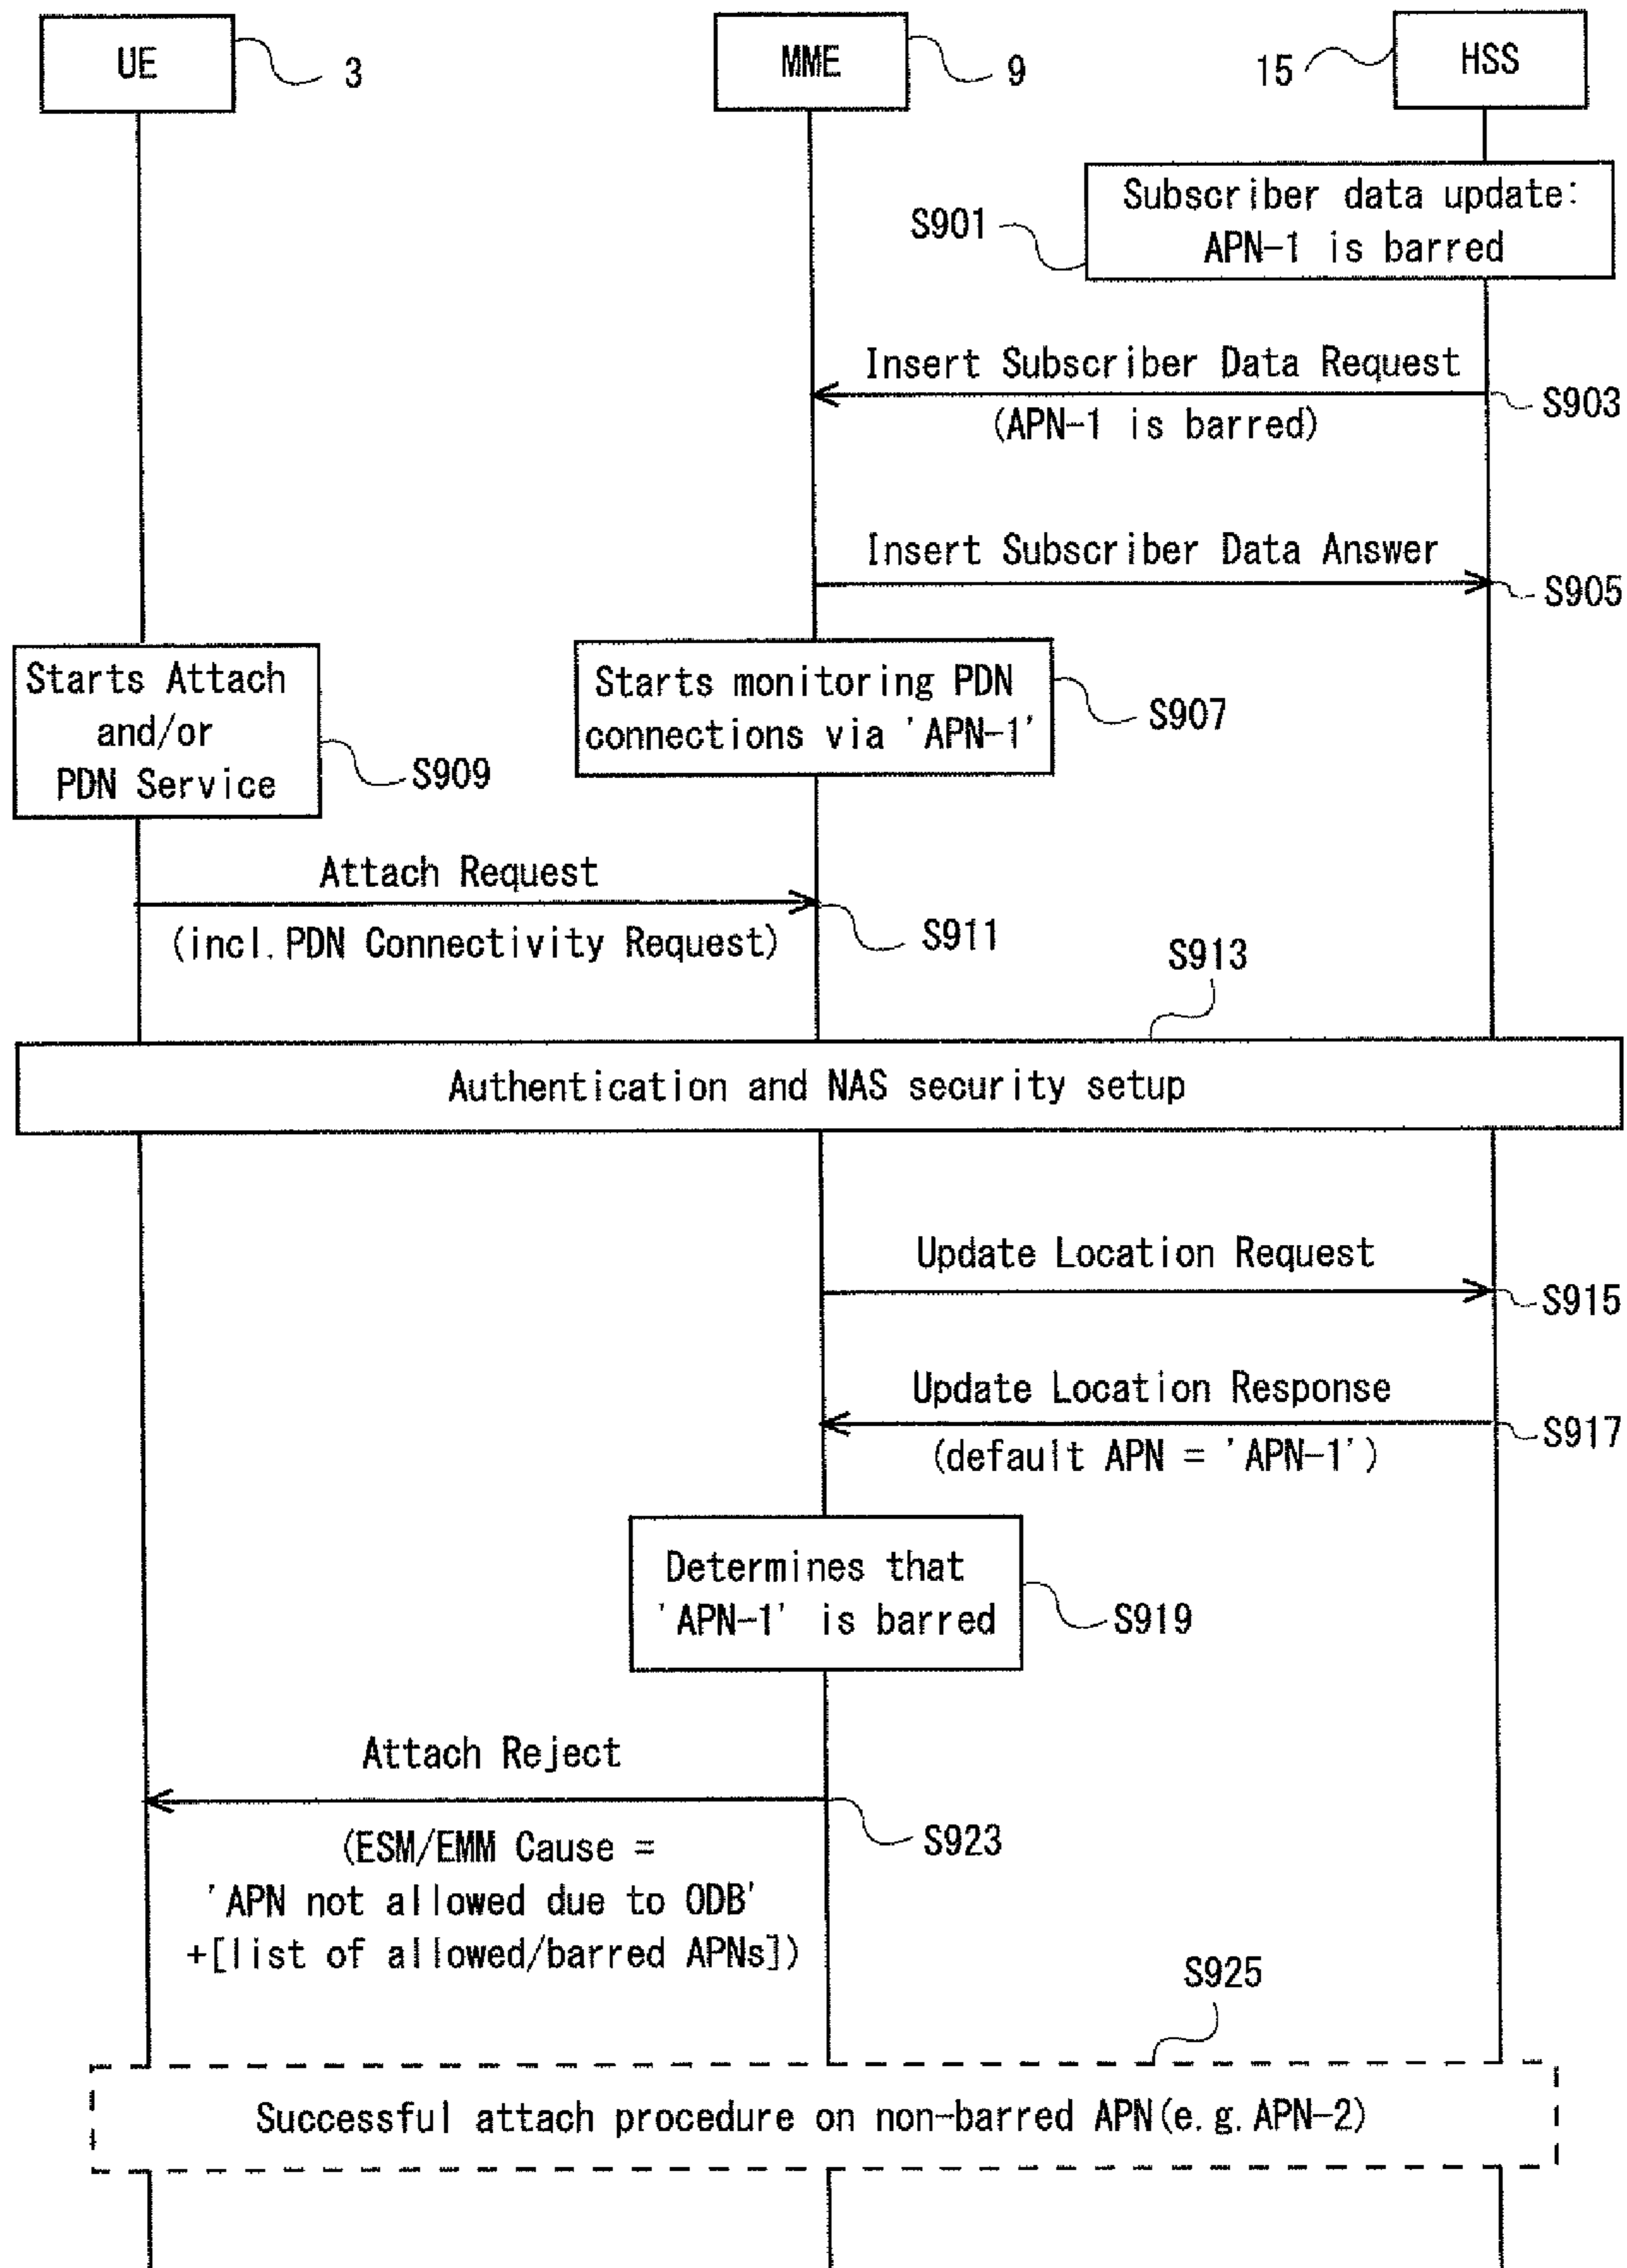 UE
3
MME
9
15
HSS
Subscriber data update:
APN-1 is barred
S901
Insert Subscriber Data Request
(APN-1 is barred)
S903
Insert Subscriber Data Answer
S905
Starts Attach
and/or
PDN Service
S909
Starts monitoring PDN
connections via 'APN-1'
S907
Attach Request
(incl.PDN Connectivity Request)
S911
S913
Authentication and NAS security setup
Update Location Request
S915
Update Location Response
(default APN = 'APN-1')
S917
Determines that
'APN-1' is barred
S919
Attach Reject
S923
(ESM/EMM Cause =
'APN not allowed due to ODB'
+[list of allowed/barred APNs])
S925
Successful attach procedure on non-barred APN(e.g.APN-2)